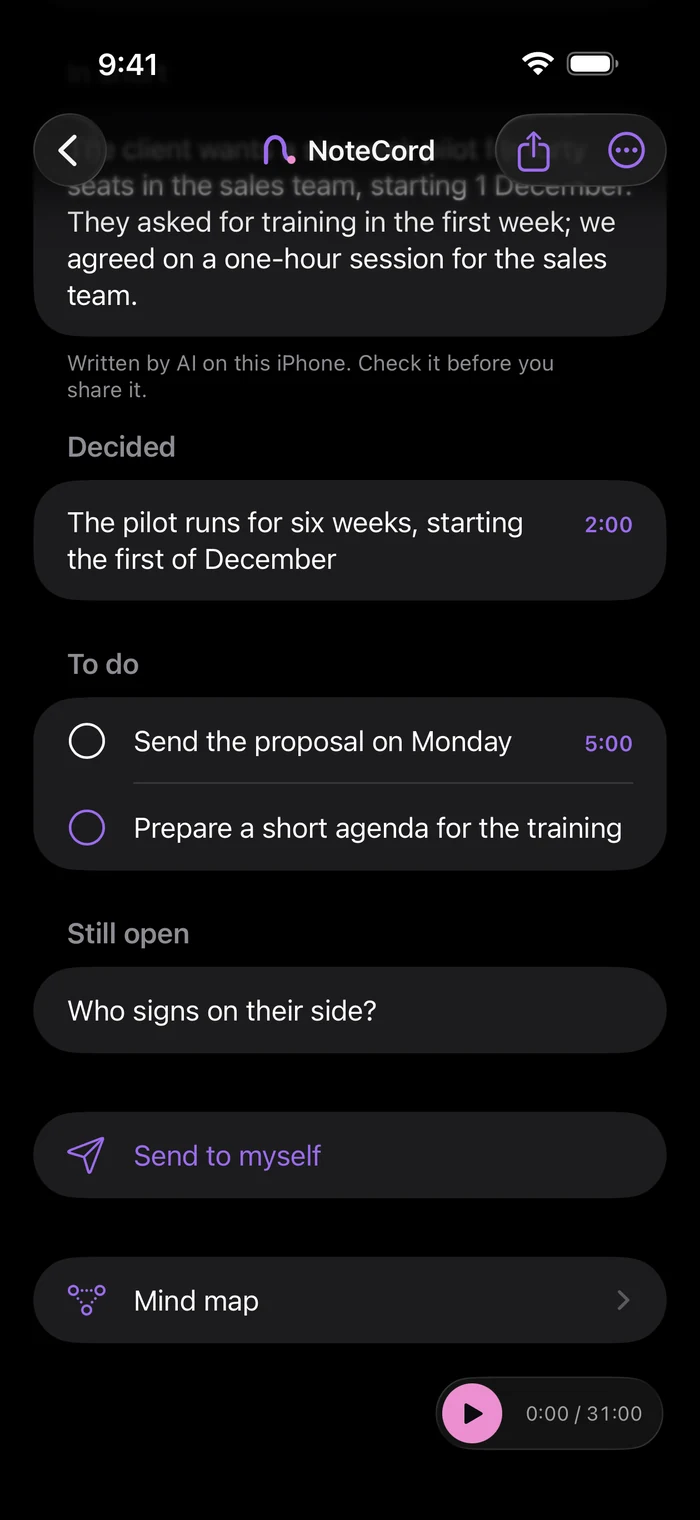 9:41
NoteCord
seats in the sales team, starting 1 December.
They asked for training in the first week; we
agreed on a one-hour session for the sales
team.
Written by AI on this iPhone. Check it before you
share it.
Decided
The pilot runs for six weeks, starting
the first of December
2:00
To do
Send the proposal on Monday
5:00
Prepare a short agenda for the training
Still open
Who signs on their side?
Send to myself
Mind map
0:00 / 31:00